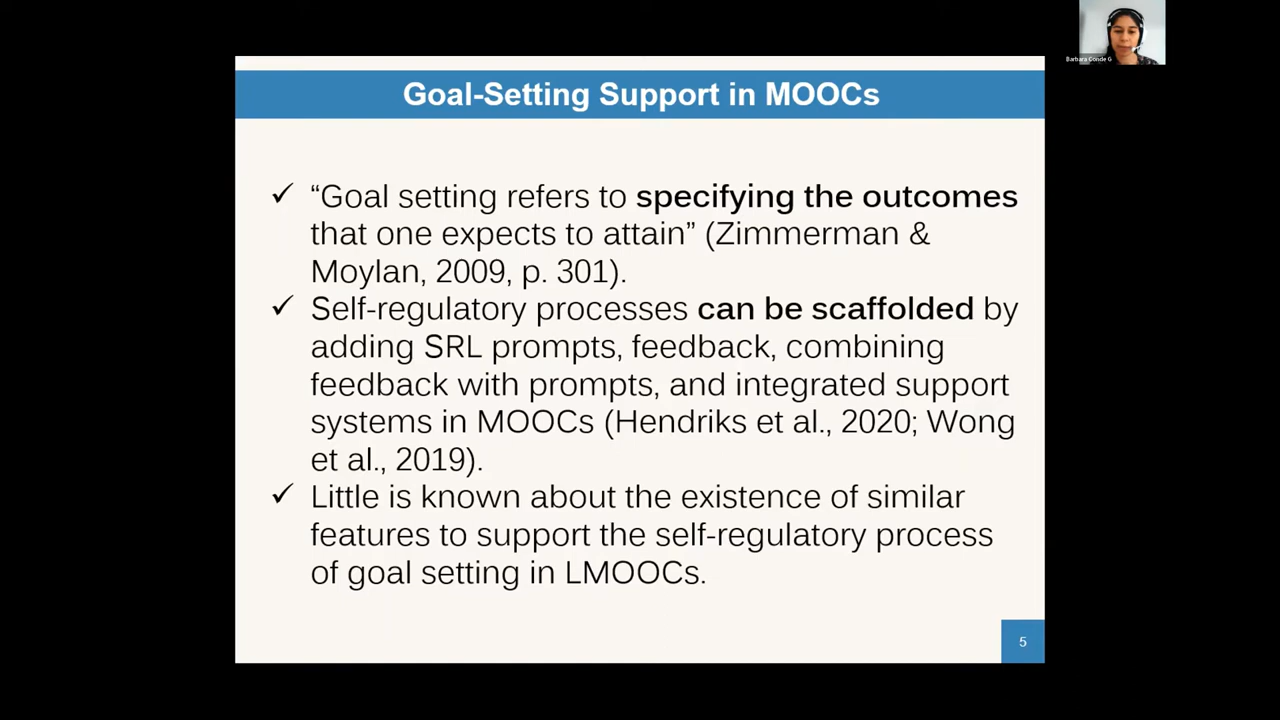 Goal-Setting Support in MOOCs
✓ “Goal setting refers to specifying the outcomes
that one expects to attain” (Zimmerman &
Moylan, 2009, p. 301).
✓ Self-regulatory processes can be scaffolded by
adding SRL prompts, feedback, combining
feedback with prompts, and integrated support
systems in MOOCs (Hendriks et al., 2020; Wong
et al., 2019).
✓ Little is known about the existence of similar
features to support the self-regulatory process
of goal setting in LMOOCs.
5
Barbara Conde G